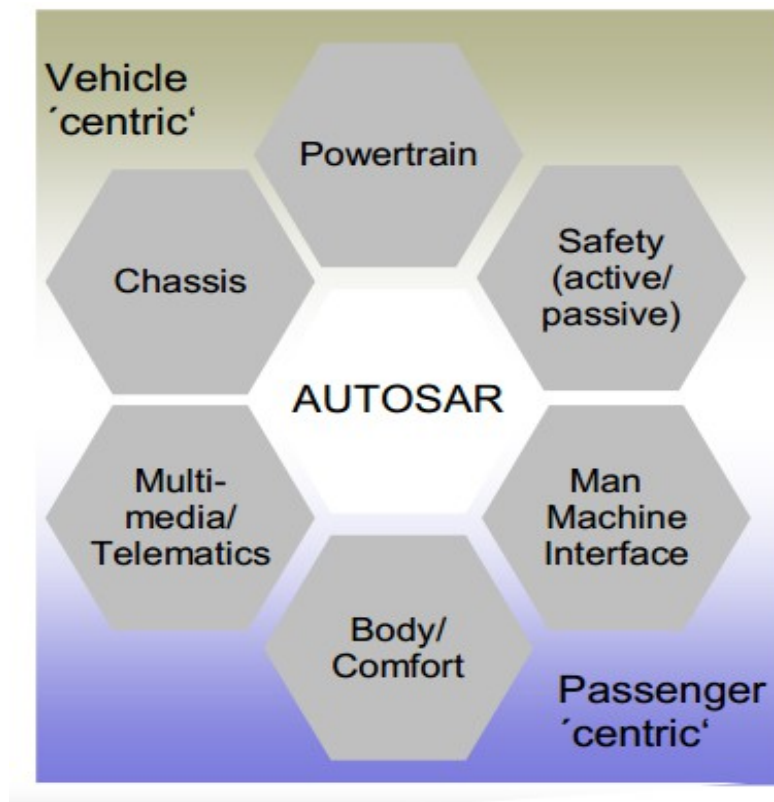 Vehicle
´centric‘
Powertrain
Safety
(active/
passive)
Chassis
AUTOSAR
Multi-
media/
Telematics
Man
Machine
Interface
Body/
Comfort
Passenger
´centric‘